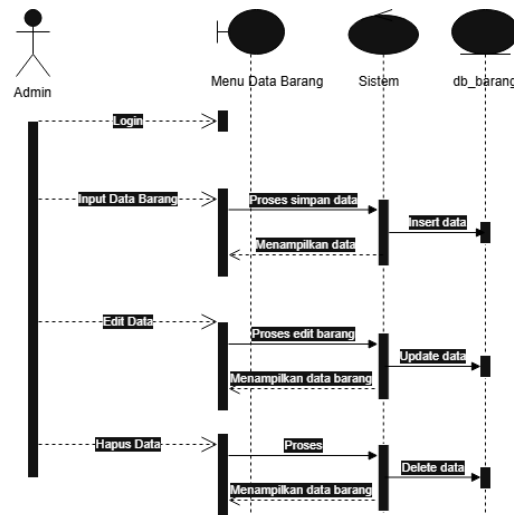 Admin
Menu Data Barang
Sistem
db_barang
Login
Input Data Barang
Proses simpan data
Insert data
Menampilkan data
Edit Data
Proses edit barang
Update data
Menampilkan data barang
Hapus Data
Proses
Delete data
Menampilkan data barang